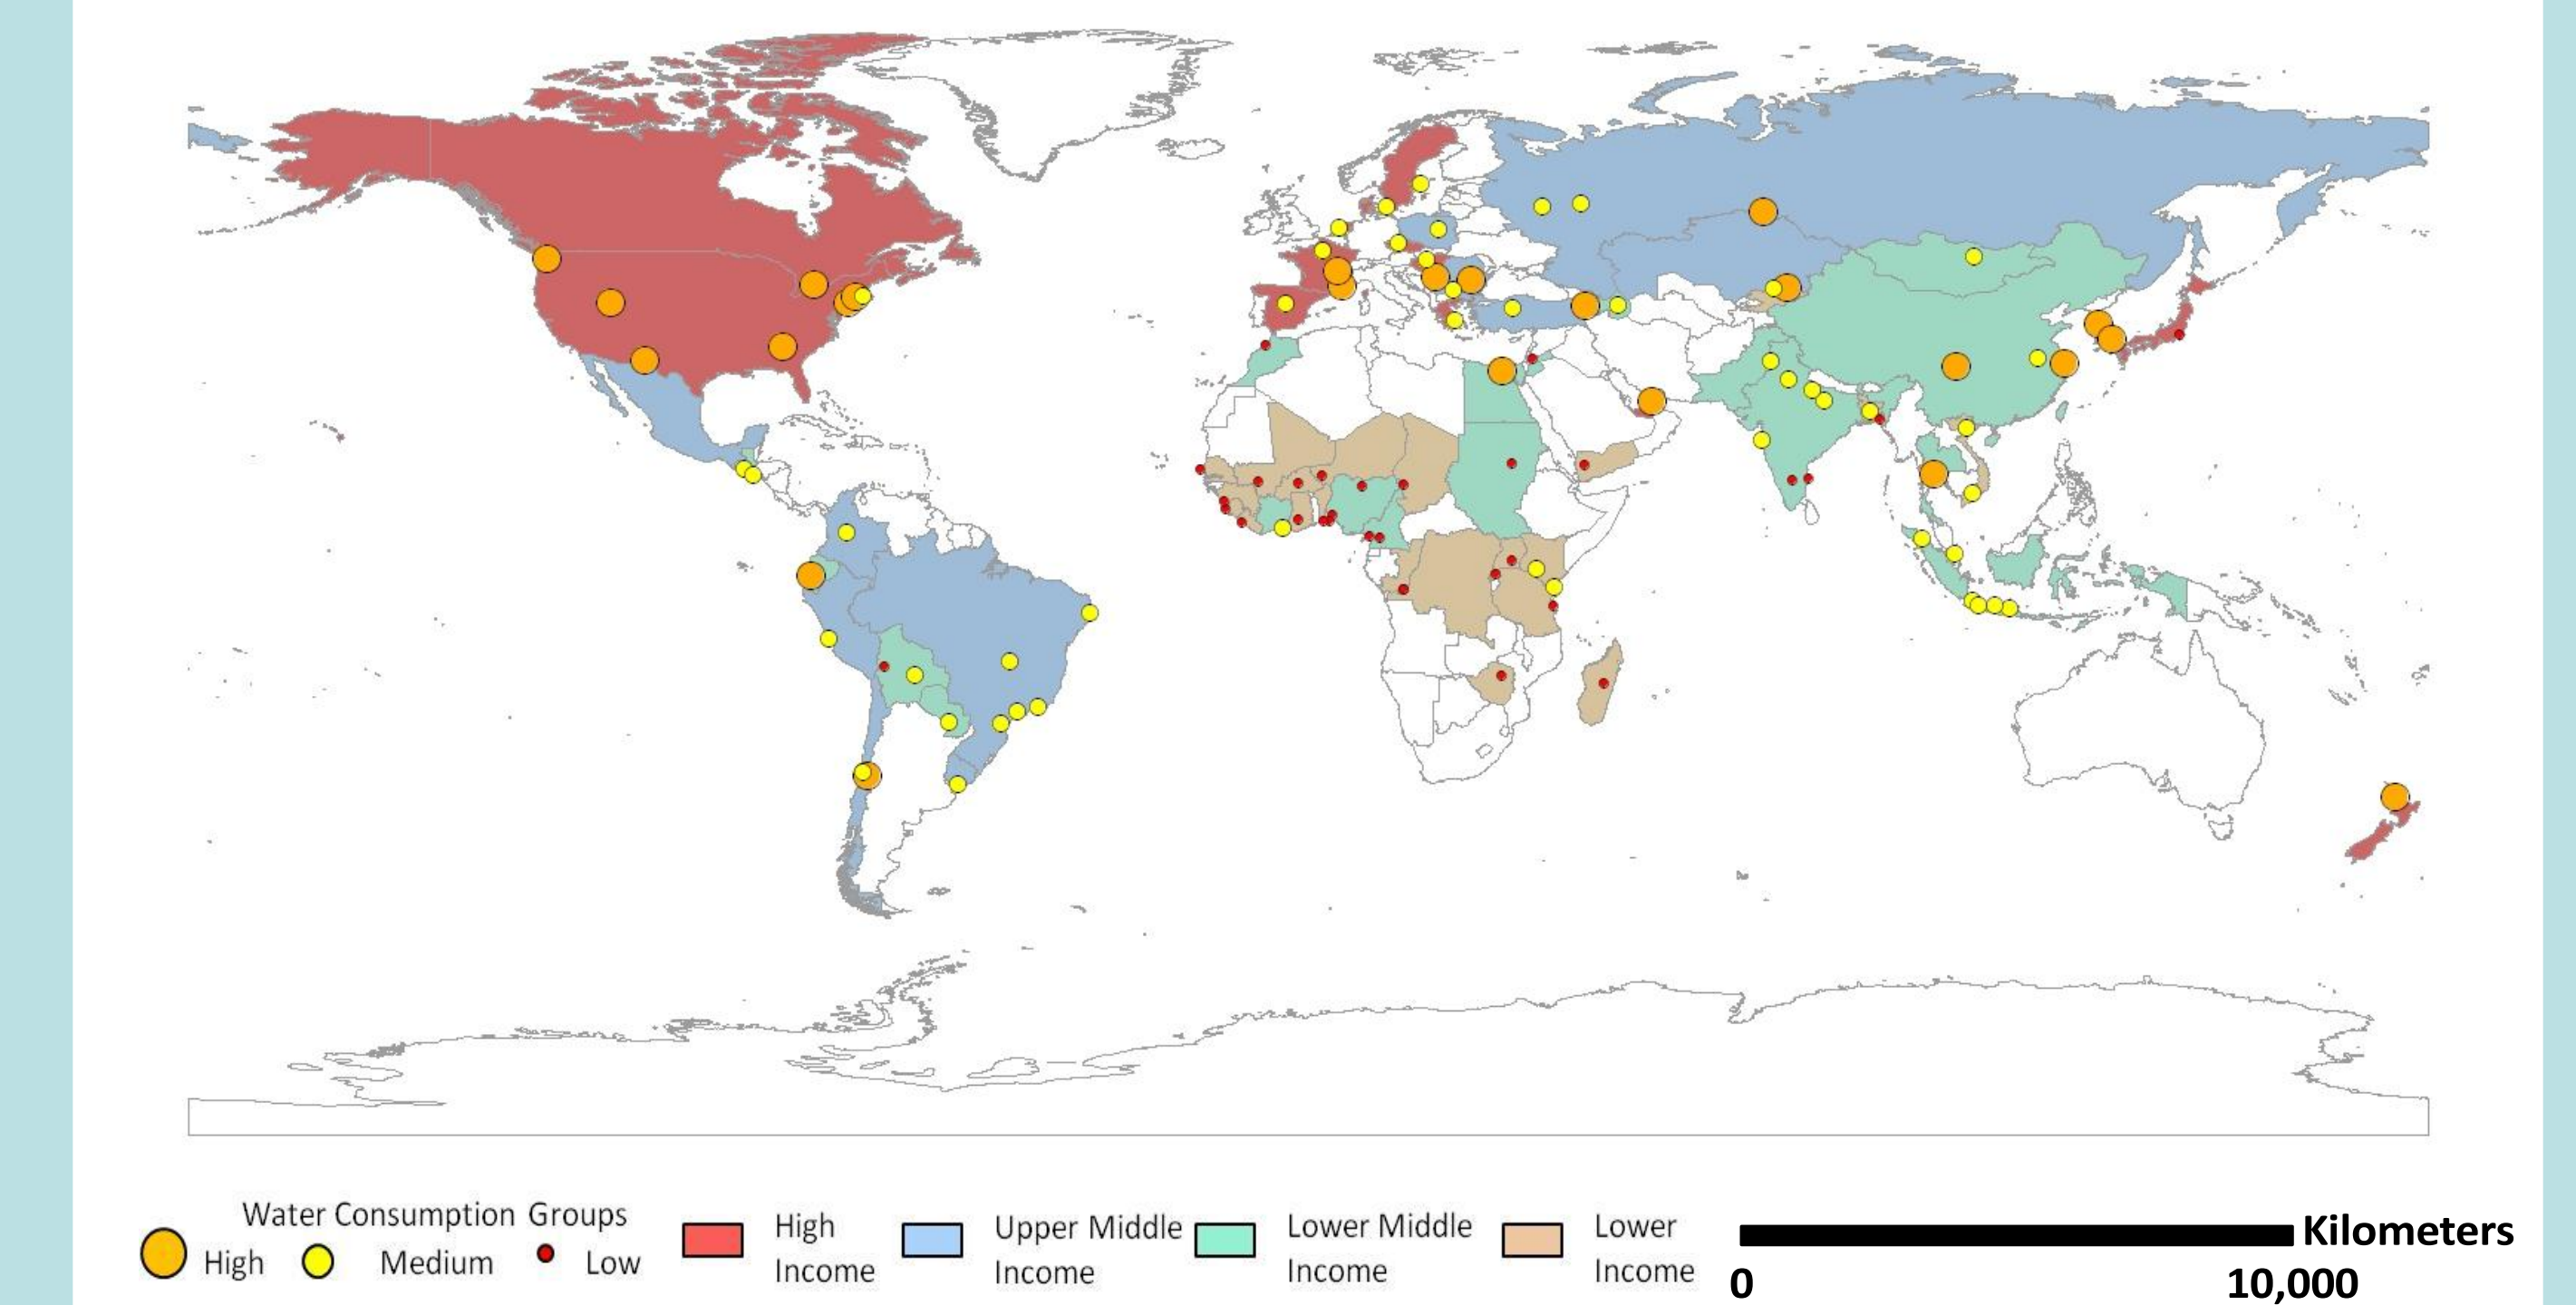 Water Consumption Groups
High Medium Low
High
Income
Upper Middle
Income
Lower Middle
Income
Lower
Income
Kilometers
0 10,000